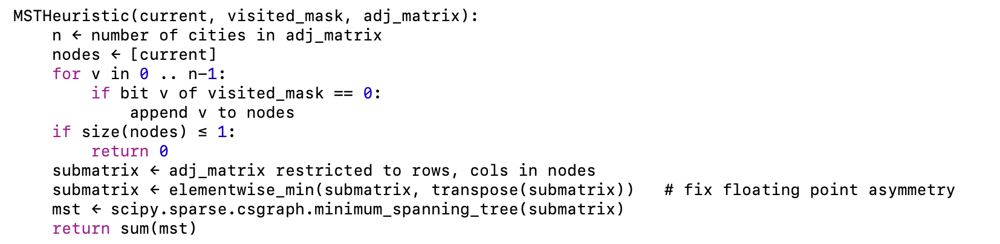 MSTHeuristic(current, visited_mask, adj_matrix):
    n ← number of cities in adj_matrix
    nodes ← [current]
    for v in 0 .. n−1:
        if bit v of visited_mask == 0:
            append v to nodes
    if size(nodes) ≤ 1:
        return 0
    submatrix ← adj_matrix restricted to rows, cols in nodes
    submatrix ← elementwise_min(submatrix, transpose(submatrix))   # fix floating point asymmetry
    mst ← scipy.sparse.csgraph.minimum_spanning_tree(submatrix)
    return sum(mst)